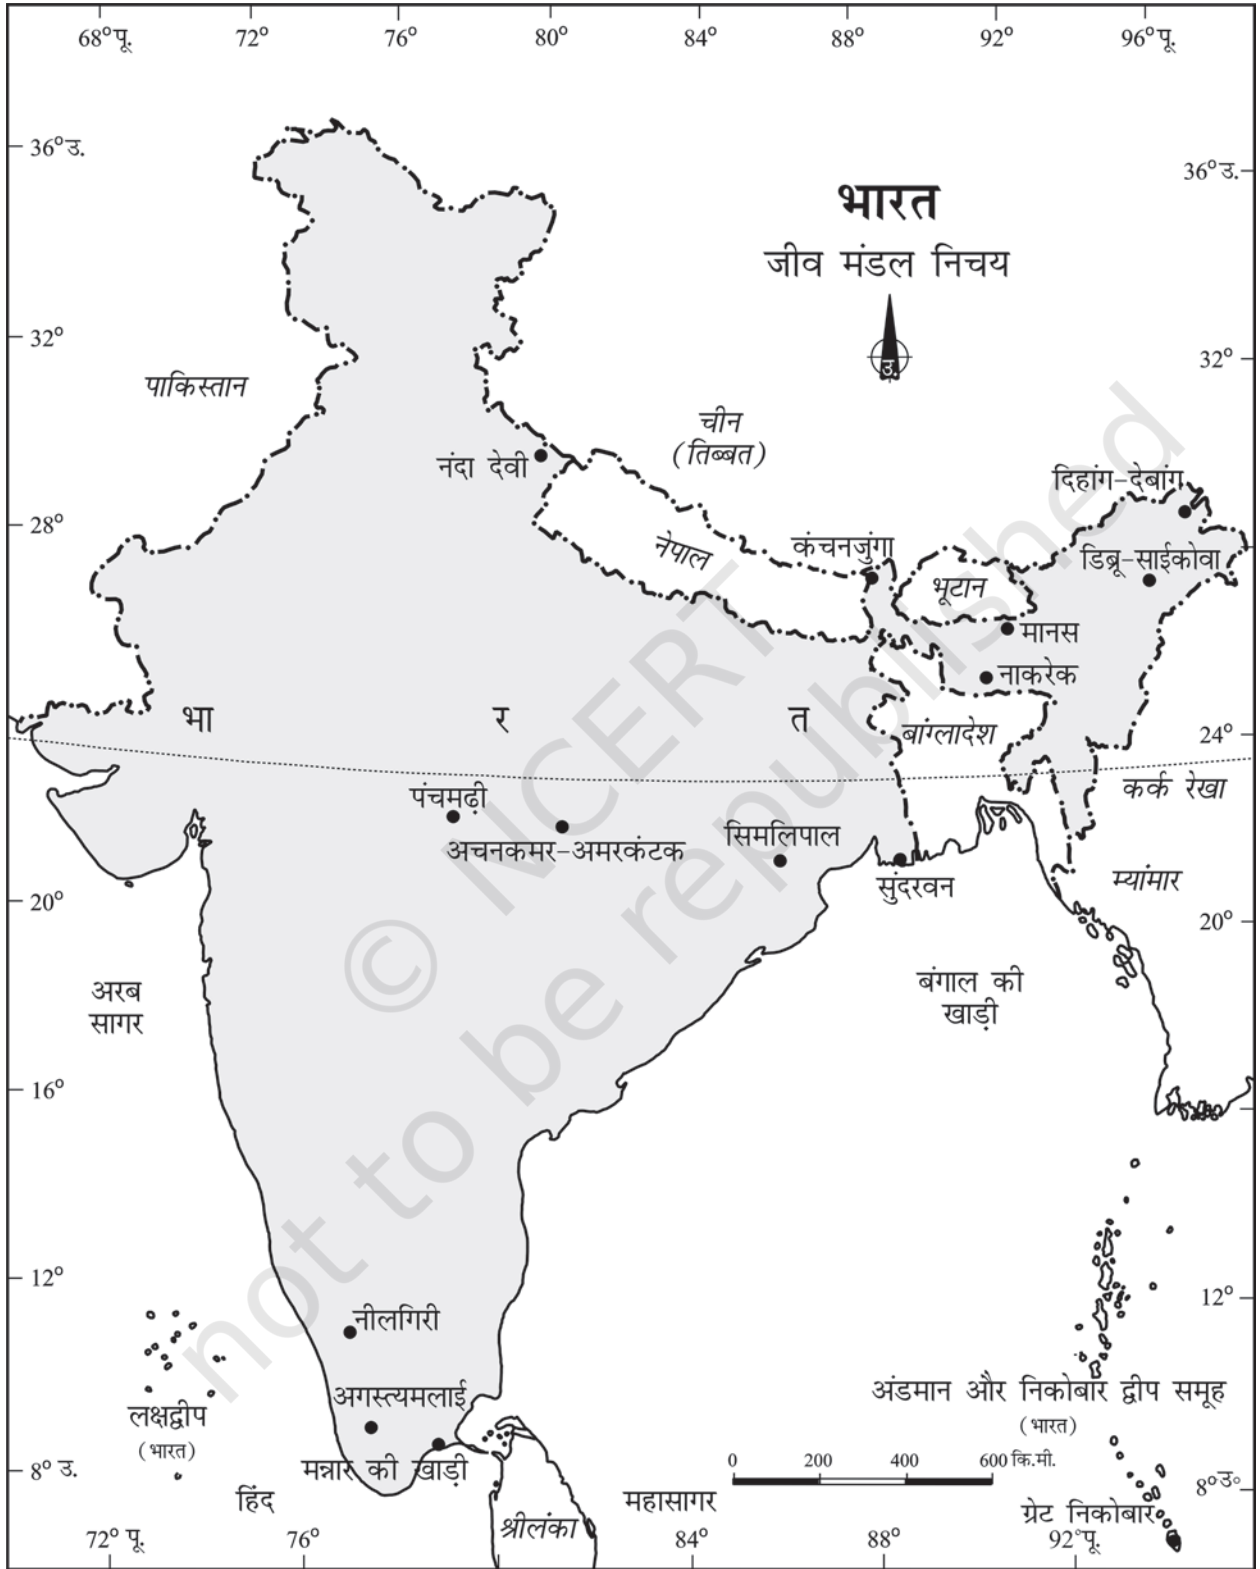 68° पू.
72°
76°
80°
84°
88°
92°
96° पू.
36° उ.
36° उ.
भारत
जीव मंडल निचय
उ.
32°
32°
पाकिस्तान
चीन
(तिब्बत)
नंदा देवी
दिहांग-देबांग
28°
28°
नेपाल
कंचनजुंगा
भूटान
डिब्रू-साईकोवा
मानस
नाकरेक
भा र त
बांग्लादेश
24°
कर्क रेखा
पंचमढ़ी
अचनकमर-अमरकंटक
सिमलिपाल
सुंदरवन
म्यांमार
20°
20°
अरब
सागर
बंगाल की
खाड़ी
16°
12°
12°
नीलगिरी
अगस्त्यमलाई
मन्नार की खाड़ी
लक्षद्वीप
(भारत)
अंडमान और निकोबार द्वीप समूह
(भारत)
0 200 400 600 कि.मी.
8° उ.
8° उ॰
हिंद
महासागर
श्रीलंका
ग्रेट निकोबार
72° पू.
76°
84°
88°
92° पू.
© NCERT
not to be republished